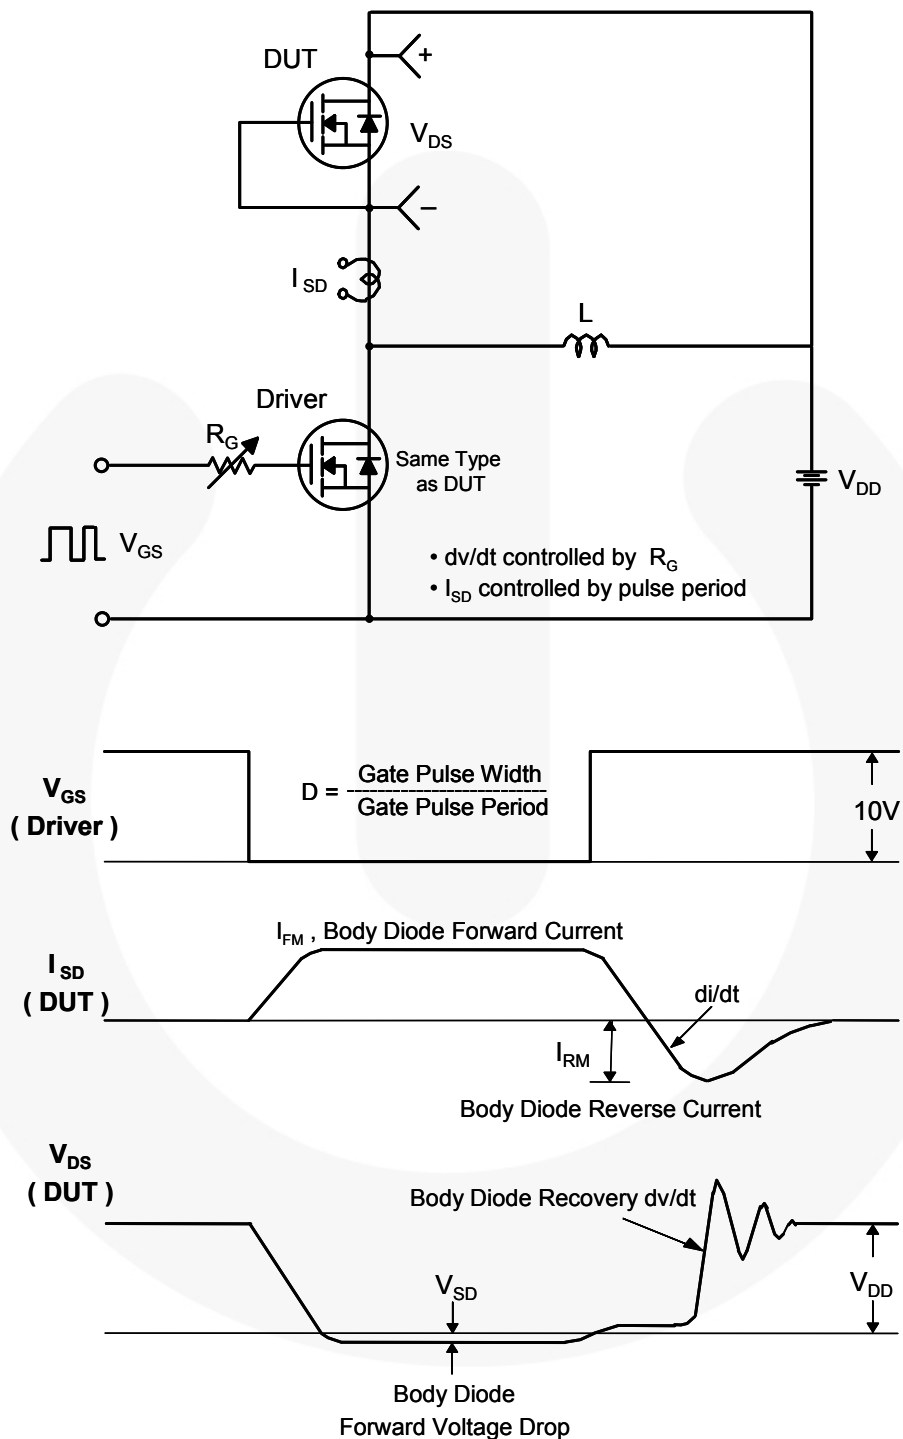 DUT
+
V_DS
−
I_SD
L
Driver
R_G
Same Type
as DUT
V_DD
V_GS
• dv/dt controlled by R_G
• I_SD controlled by pulse period
V_GS
( Driver )
D = Gate Pulse Width
Gate Pulse Period
10V
I_FM , Body Diode Forward Current
I_SD
( DUT )
di/dt
I_RM
Body Diode Reverse Current
V_DS
( DUT )
Body Diode Recovery dv/dt
V_SD
V_DD
Body Diode
Forward Voltage Drop